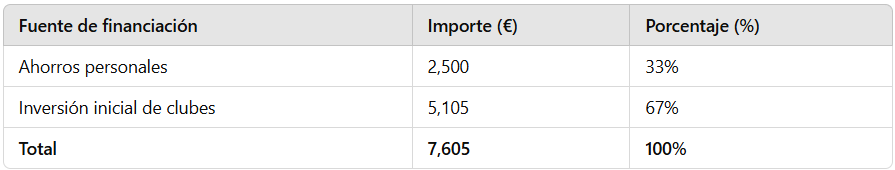 Fuente de financiación Importe (€) Porcentaje (%)
Ahorros personales 2,500 33%
Inversión inicial de clubes 5,105 67%
Total 7,605 100%